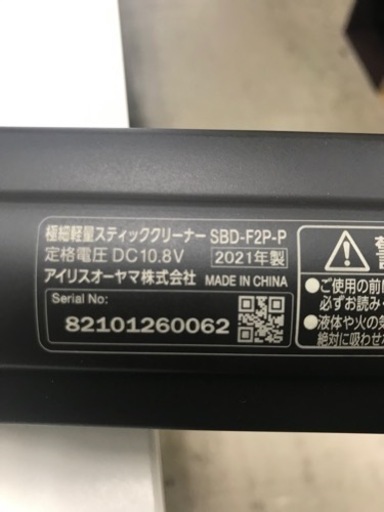 極細軽量スティッククリーナー SBD-F2P-P
定格電圧 DC10.8V 2021年製
アイリスオーヤマ株式会社 MADE IN CHINA
Serial No:
82101260062
●ご使用の前に
必ずお読み
●液体や火の気
絶対に吸わせ